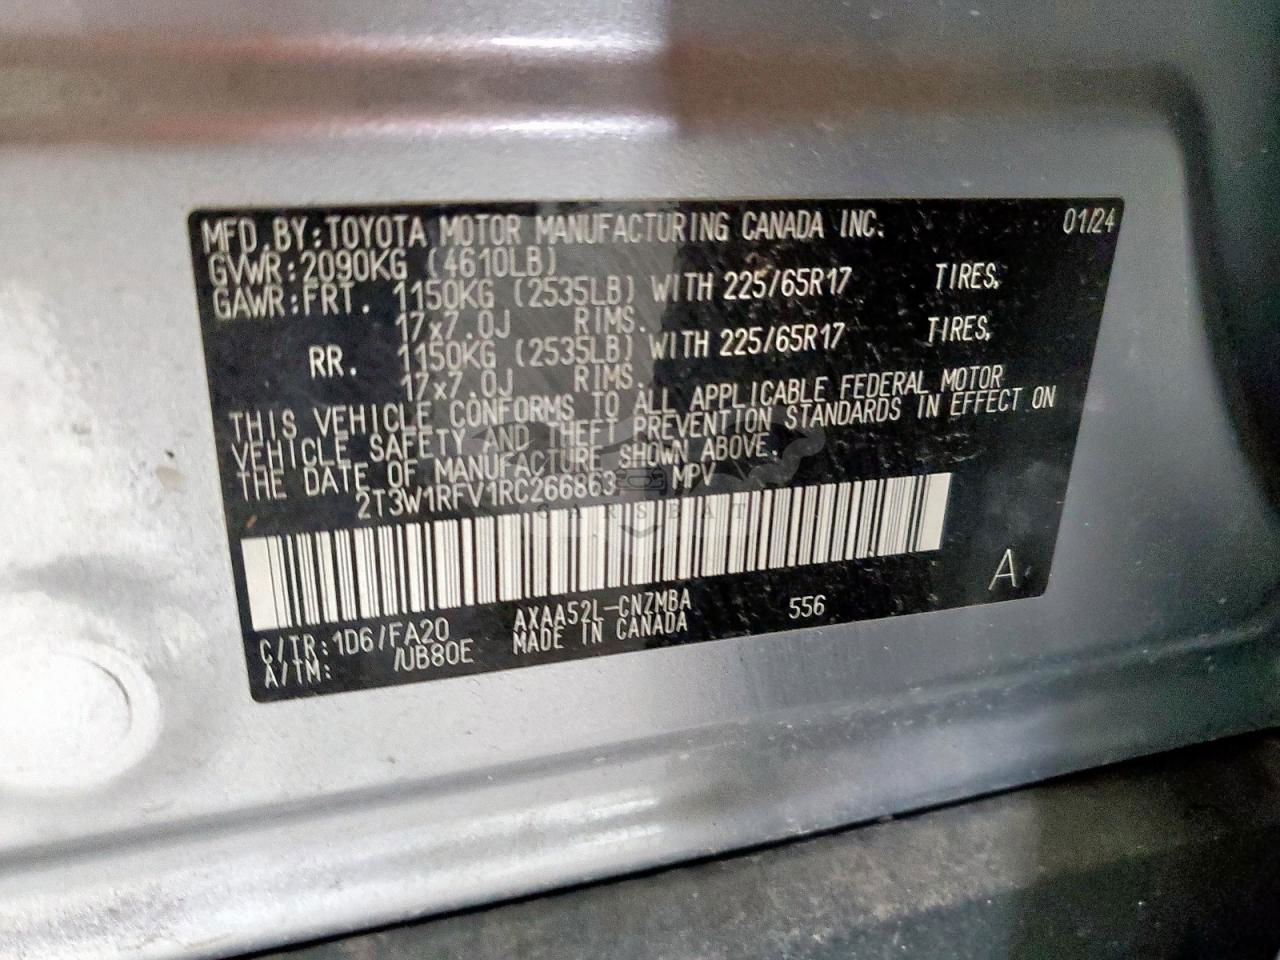 MFD.BY:TOYOTA MOTOR MANUFACTURING CANADA INC. 01/24
GVWR:2090KG (4610LB)
GAWR:FRT. 1150KG (2535LB) WITH 225/65R17 TIRES,
17x7.0J RIMS.
RR. 1150KG (2535LB) WITH 225/65R17 TIRES,
17x7.0J RIMS.
THIS VEHICLE CONFORMS TO ALL APPLICABLE FEDERAL MOTOR
VEHICLE SAFETY AND THEFT PREVENTION STANDARDS IN EFFECT ON
THE DATE OF MANUFACTURE SHOWN ABOVE.
2T3W1RFV1RC266863 MPV
CARSBAT
A
C/TR:1D6/FA20 AXAA52L-CNZMBA 556
A/TM: /UB80E MADE IN CANADA